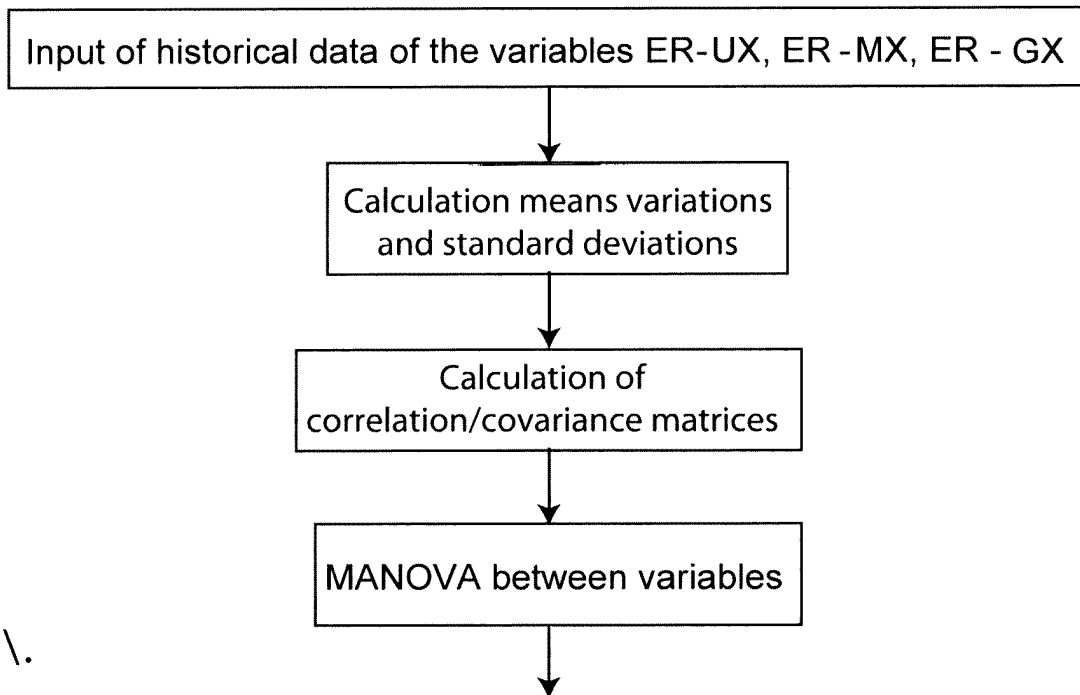 Input of historical data of the variables ER-UX, ER-MX, ER - GX
Calculation means variations
and standard deviations
Calculation of
correlation/covariance matrices
MANOVA between variables
\.